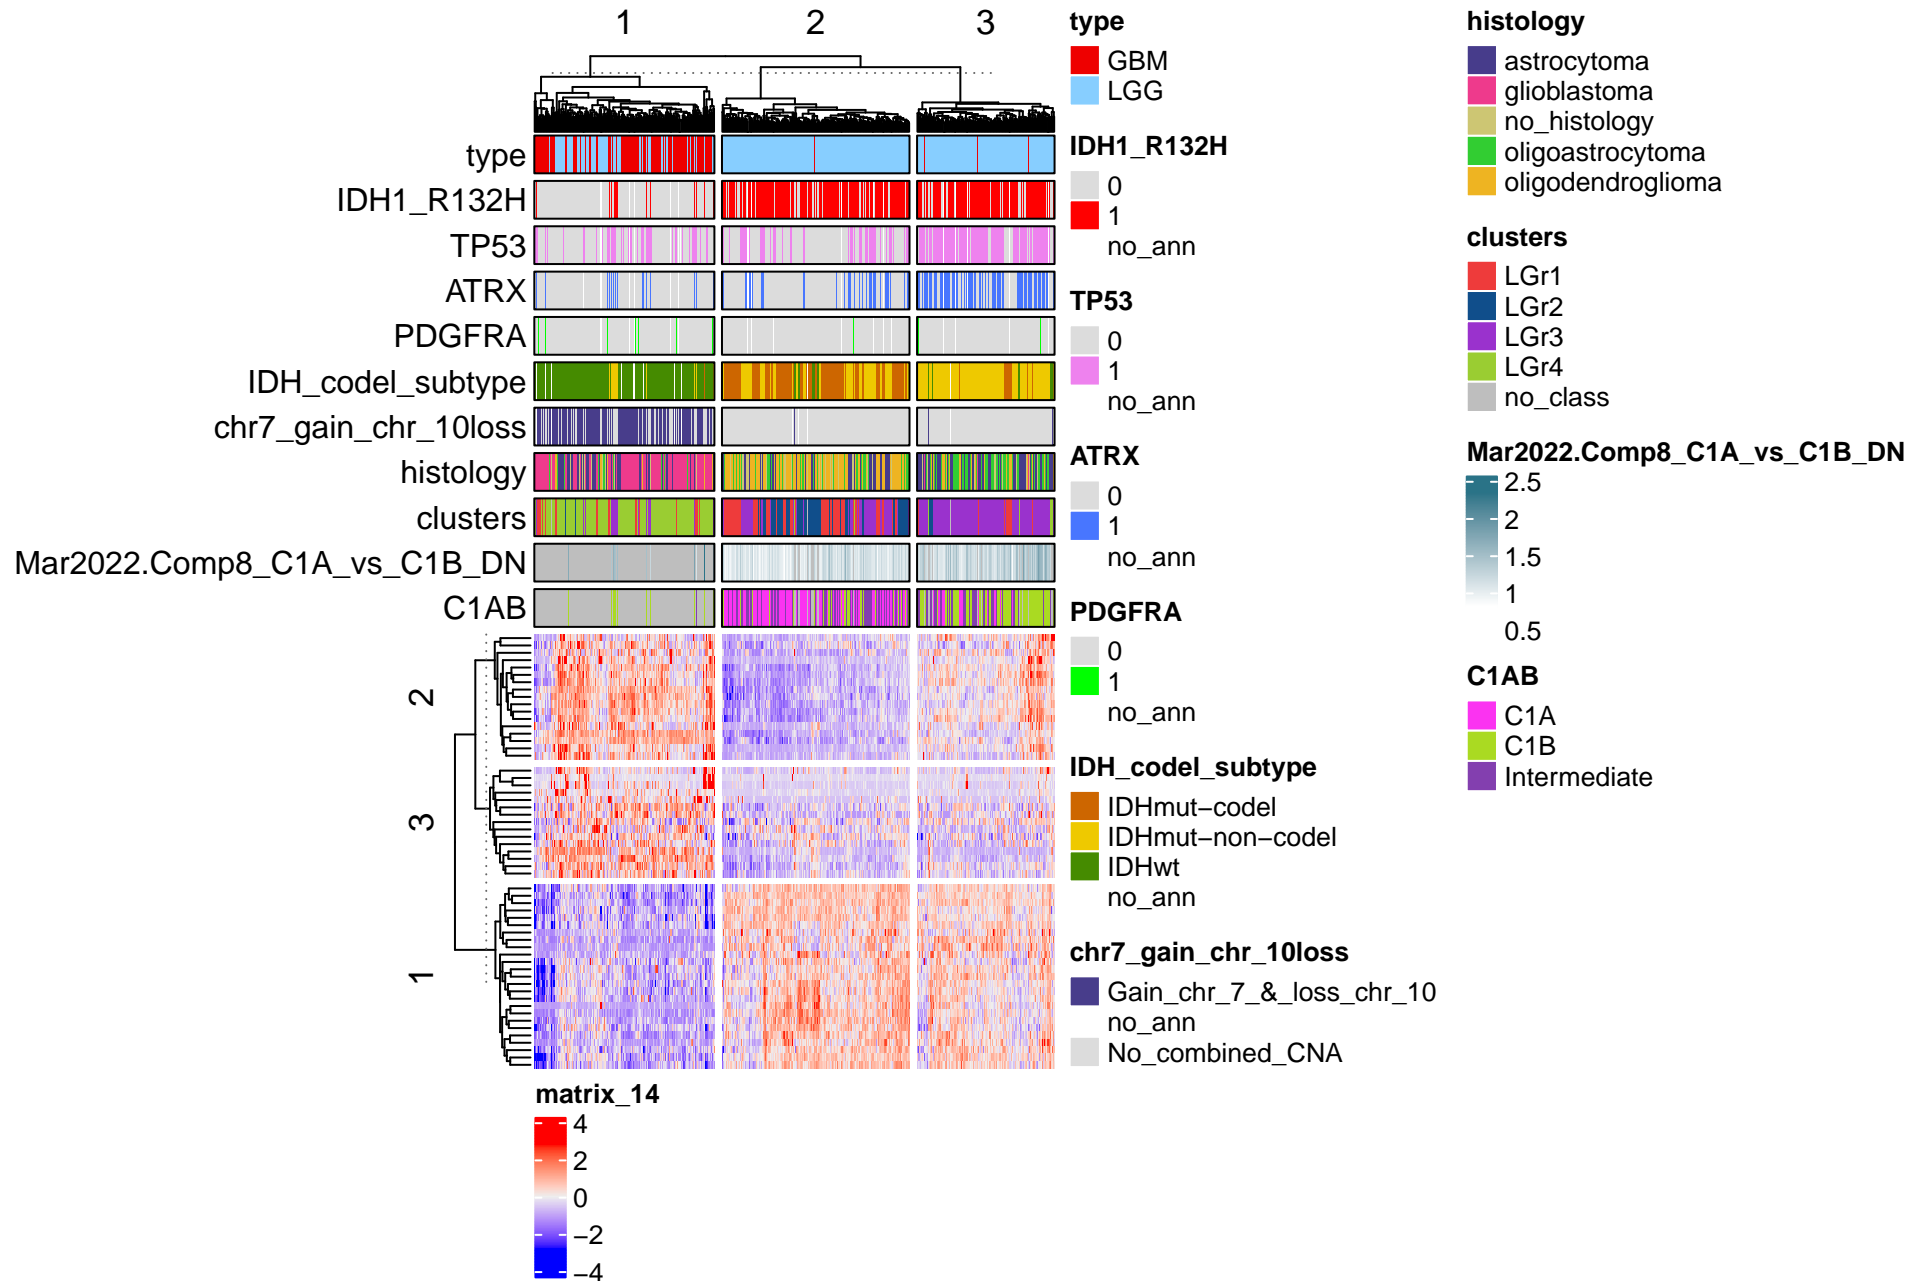 1
2
3
type
IDH1_R132H
TP53
ATRX
PDGFRA
IDH_codel_subtype
chr7_gain_chr_10loss
histology
clusters
Mar2022.Comp8_C1A_vs_C1B_DN
C1AB
2
3
1
matrix_14
4
2
0
−2
−4
type
GBM
LGG
IDH1_R132H
0
1
no_ann
TP53
0
1
no_ann
ATRX
0
1
no_ann
PDGFRA
0
1
no_ann
IDH_codel_subtype
IDHmut−codel
IDHmut−non−codel
IDHwt
no_ann
chr7_gain_chr_10loss
Gain_chr_7_&_loss_chr_10
no_ann
No_combined_CNA
histology
astrocytoma
glioblastoma
no_histology
oligoastrocytoma
oligodendroglioma
clusters
LGr1
LGr2
LGr3
LGr4
no_class
Mar2022.Comp8_C1A_vs_C1B_DN
2.5
2
1.5
1
0.5
C1AB
C1A
C1B
Intermediate